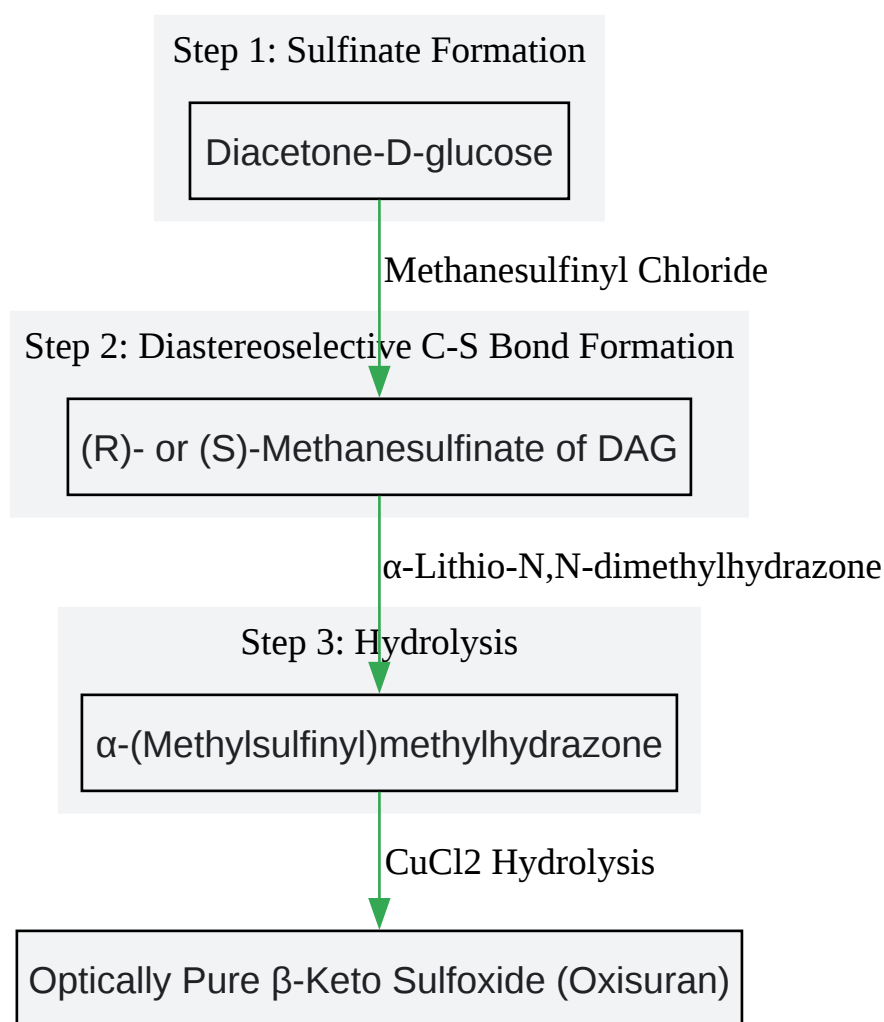 Step 1: Sulfinate Formation
Diacetone-D-glucose
Methanesulfinyl Chloride
Step 2: Diastereoselective C-S Bond Formation
(R)- or (S)-Methanesulfinate of DAG
α-Lithio-N,N-dimethylhydrazone
Step 3: Hydrolysis
α-(Methylsulfinyl)methylhydrazone
CuCl2 Hydrolysis
Optically Pure β-Keto Sulfoxide (Oxisuran)